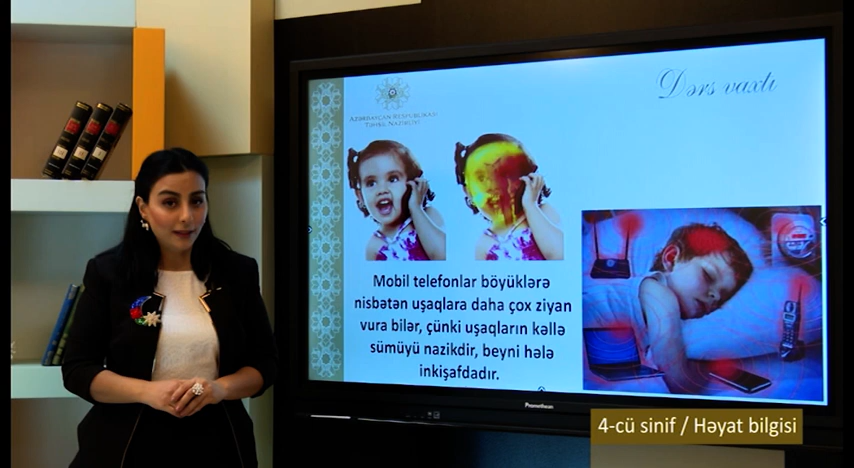 Dərs vaxtı
AZƏRBAYCAN RESPUBLİKASI
TƏHSİL NAZİRLİYİ
Mobil telefonlar böyüklərə
nisbətən uşaqlara daha çox ziyan
vura bilər, çünki uşaqların kəllə
sümüyü nazikdir, beyni hələ
inkişafdadır.
Promethean
4-cü sinif / Həyat bilgisi